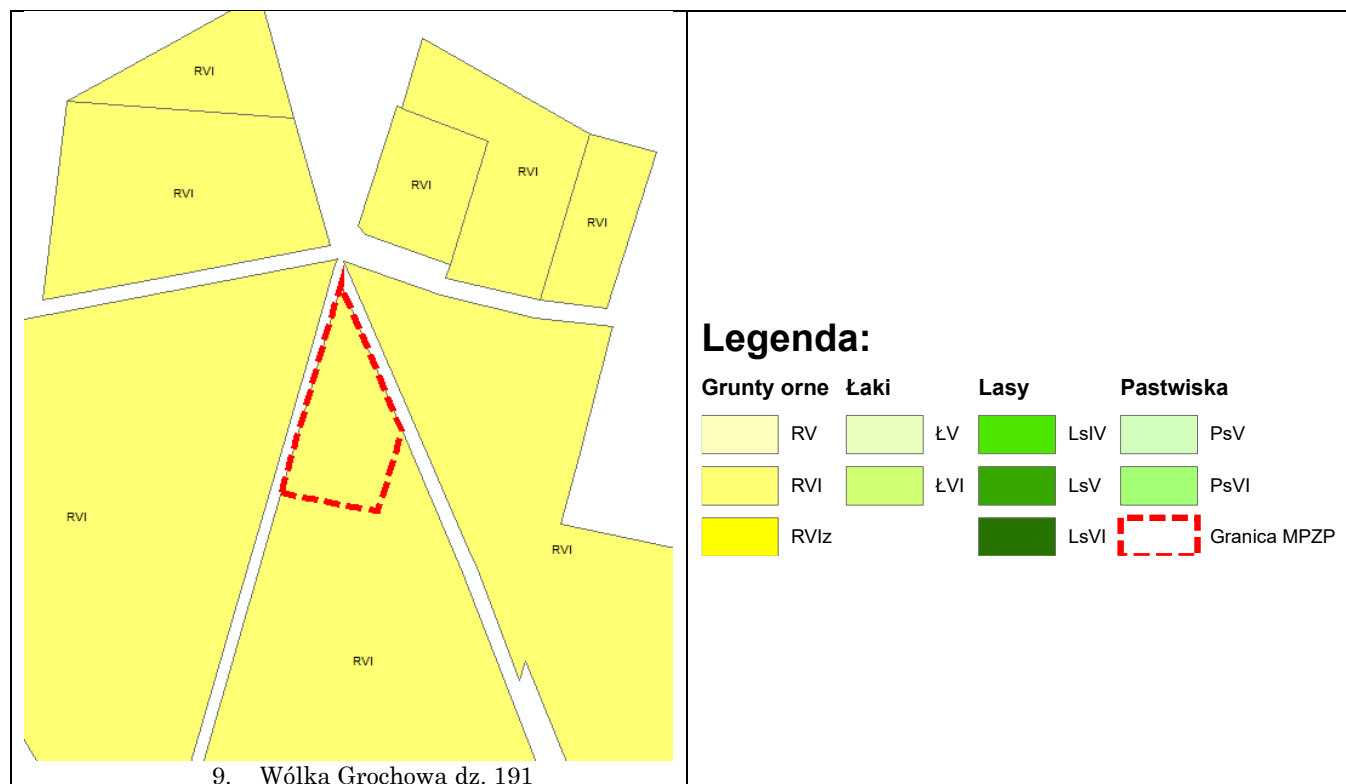 RVI
RVI
RVI
RVI
RVI
RVI
RVI
RVI
9. Wólka Grochowa dz. 191
Legenda:
Grunty orne Łaki Lasy Pastwiska
RV ŁV LsIV PsV
RVI ŁVI LsV PsVI
RVIz LsVI Granica MPZP